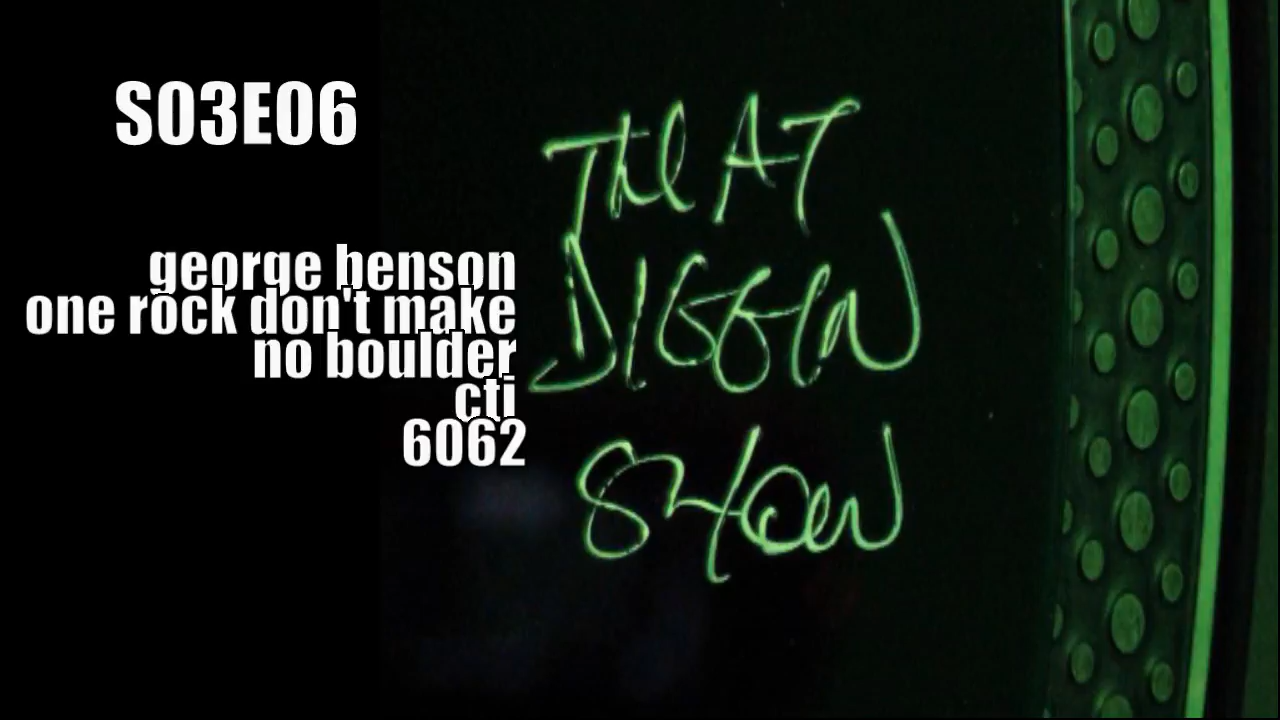 S03E06
george benson
one rock don't make
no boulder
cti
6062
THE AT
DIGGIN
SHOW